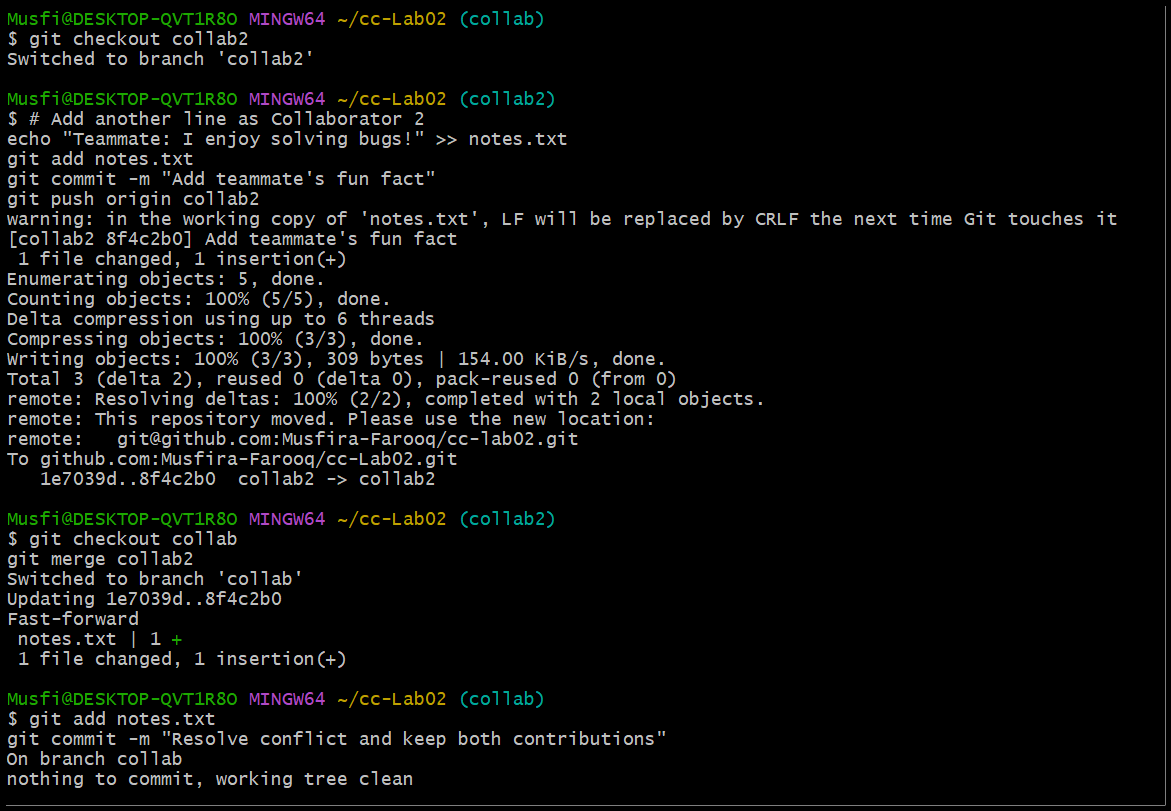 Musfi@DESKTOP-QVT1R8O MINGW64 ~/cc-Lab02 (collab)
$ git checkout collab2
Switched to branch 'collab2'

Musfi@DESKTOP-QVT1R8O MINGW64 ~/cc-Lab02 (collab2)
$ # Add another line as Collaborator 2
echo "Teammate: I enjoy solving bugs!" >> notes.txt
git add notes.txt
git commit -m "Add teammate's fun fact"
git push origin collab2
warning: in the working copy of 'notes.txt', LF will be replaced by CRLF the next time Git touches it
[collab2 8f4c2b0] Add teammate's fun fact
 1 file changed, 1 insertion(+)
Enumerating objects: 5, done.
Counting objects: 100% (5/5), done.
Delta compression using up to 6 threads
Compressing objects: 100% (3/3), done.
Writing objects: 100% (3/3), 309 bytes | 154.00 KiB/s, done.
Total 3 (delta 2), reused 0 (delta 0), pack-reused 0 (from 0)
remote: Resolving deltas: 100% (2/2), completed with 2 local objects.
remote: This repository moved. Please use the new location:
remote:   git@github.com:Musfira-Farooq/cc-lab02.git
To github.com:Musfira-Farooq/cc-Lab02.git
   1e7039d..8f4c2b0  collab2 -> collab2

Musfi@DESKTOP-QVT1R8O MINGW64 ~/cc-Lab02 (collab2)
$ git checkout collab
git merge collab2
Switched to branch 'collab'
Updating 1e7039d..8f4c2b0
Fast-forward
 notes.txt | 1 +
 1 file changed, 1 insertion(+)

Musfi@DESKTOP-QVT1R8O MINGW64 ~/cc-Lab02 (collab)
$ git add notes.txt
git commit -m "Resolve conflict and keep both contributions"
On branch collab
nothing to commit, working tree clean